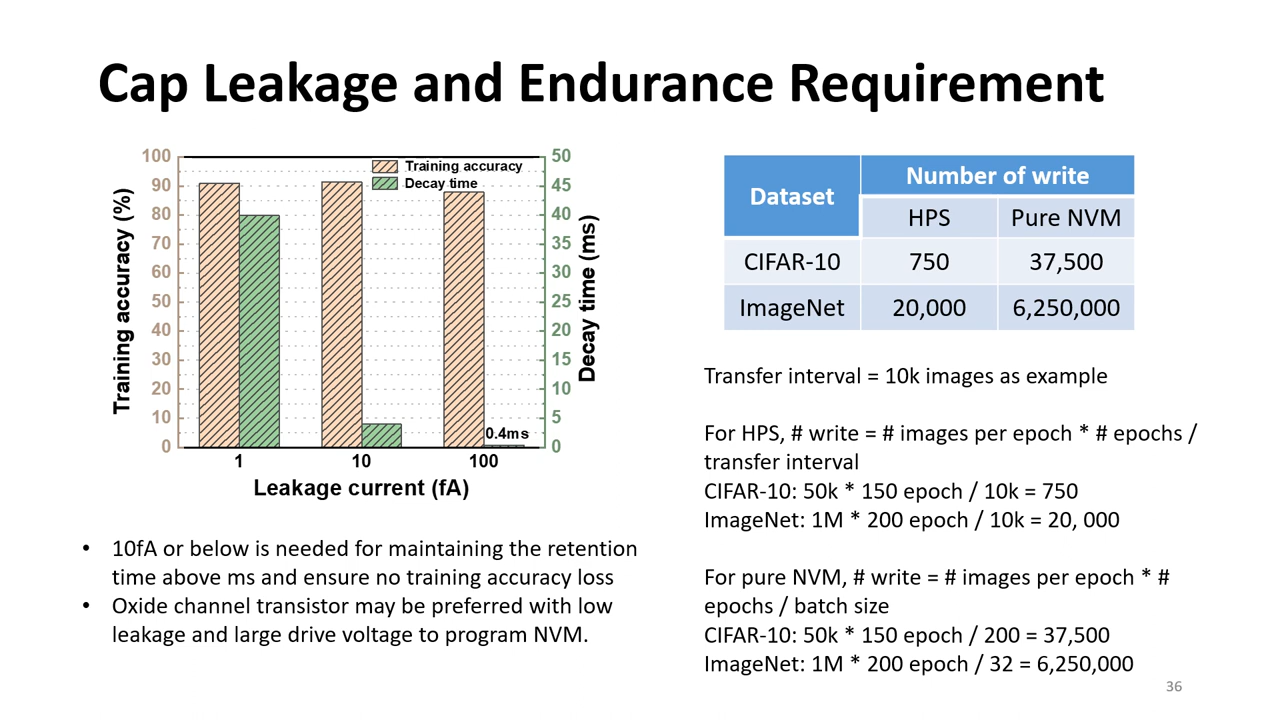 Cap Leakage and Endurance Requirement
100
90
80
70
60
50
40
30
20
10
0
Training accuracy (%)
Training accuracy
Decay time
0.4ms
50
45
40
35
30
25
20
15
10
5
0
Decay time (ms)
1 10 100
Leakage current (fA)
• 10fA or below is needed for maintaining the retention
time above ms and ensure no training accuracy loss
• Oxide channel transistor may be preferred with low
leakage and large drive voltage to program NVM.
Dataset Number of write
HPS Pure NVM
CIFAR-10 750 37,500
ImageNet 20,000 6,250,000
Transfer interval = 10k images as example
For HPS, # write = # images per epoch * # epochs /
transfer interval
CIFAR-10: 50k * 150 epoch / 10k = 750
ImageNet: 1M * 200 epoch / 10k = 20, 000
For pure NVM, # write = # images per epoch * #
epochs / batch size
CIFAR-10: 50k * 150 epoch / 200 = 37,500
ImageNet: 1M * 200 epoch / 32 = 6,250,000
36